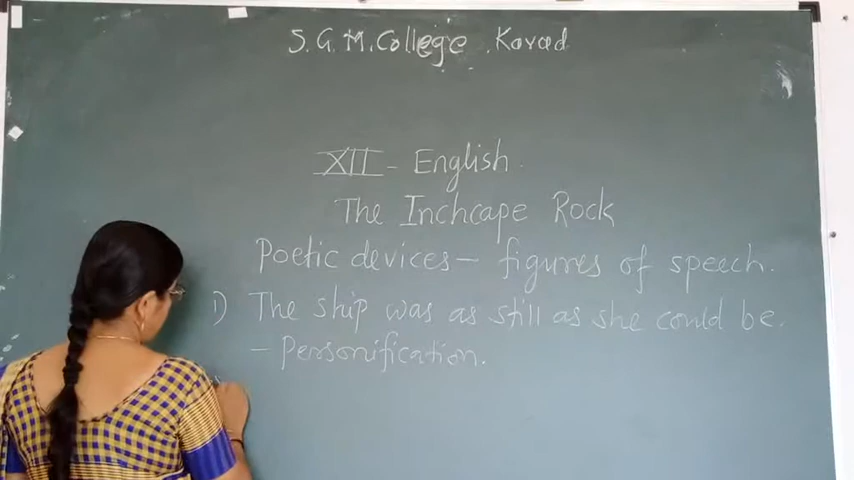 S.G.M.College , Karad
XII - English.
The Inchcape Rock
Poetic devices - figures of speech.
1) The ship was as still as she could be.
- Personification.